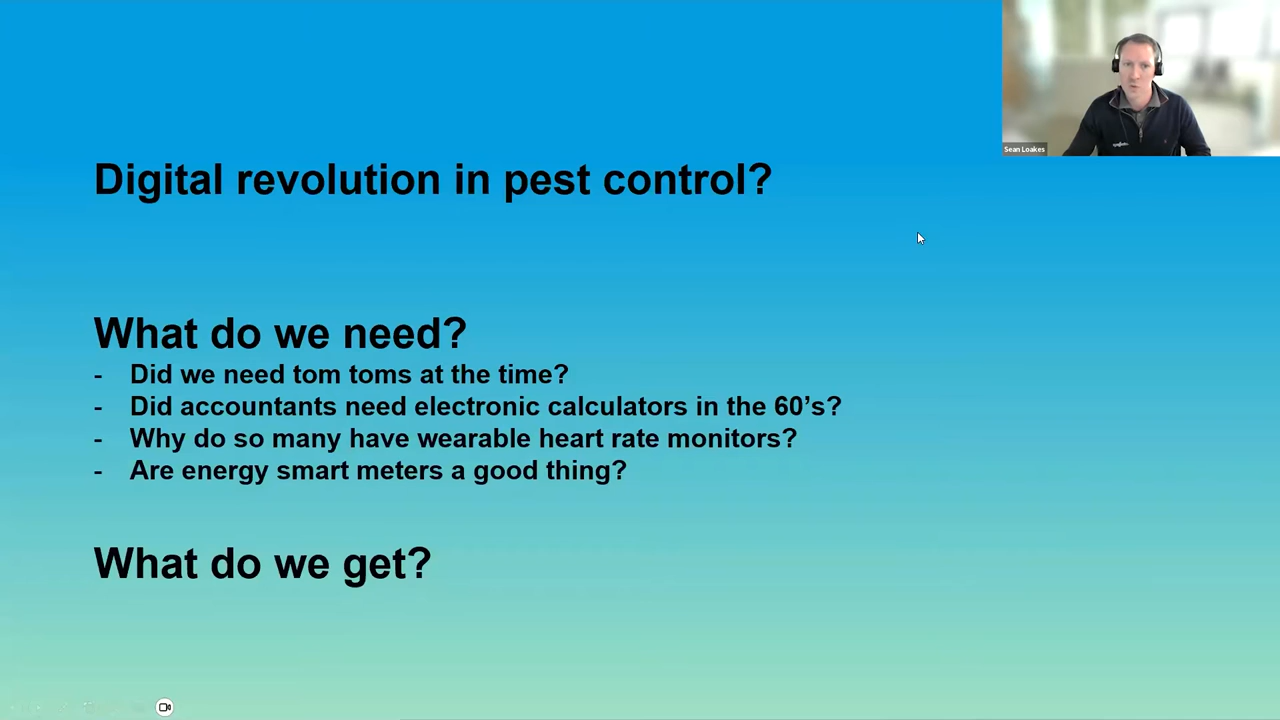 Sean Loakes
Digital revolution in pest control?
What do we need?
- Did we need tom toms at the time?
- Did accountants need electronic calculators in the 60's?
- Why do so many have wearable heart rate monitors?
- Are energy smart meters a good thing?
What do we get?